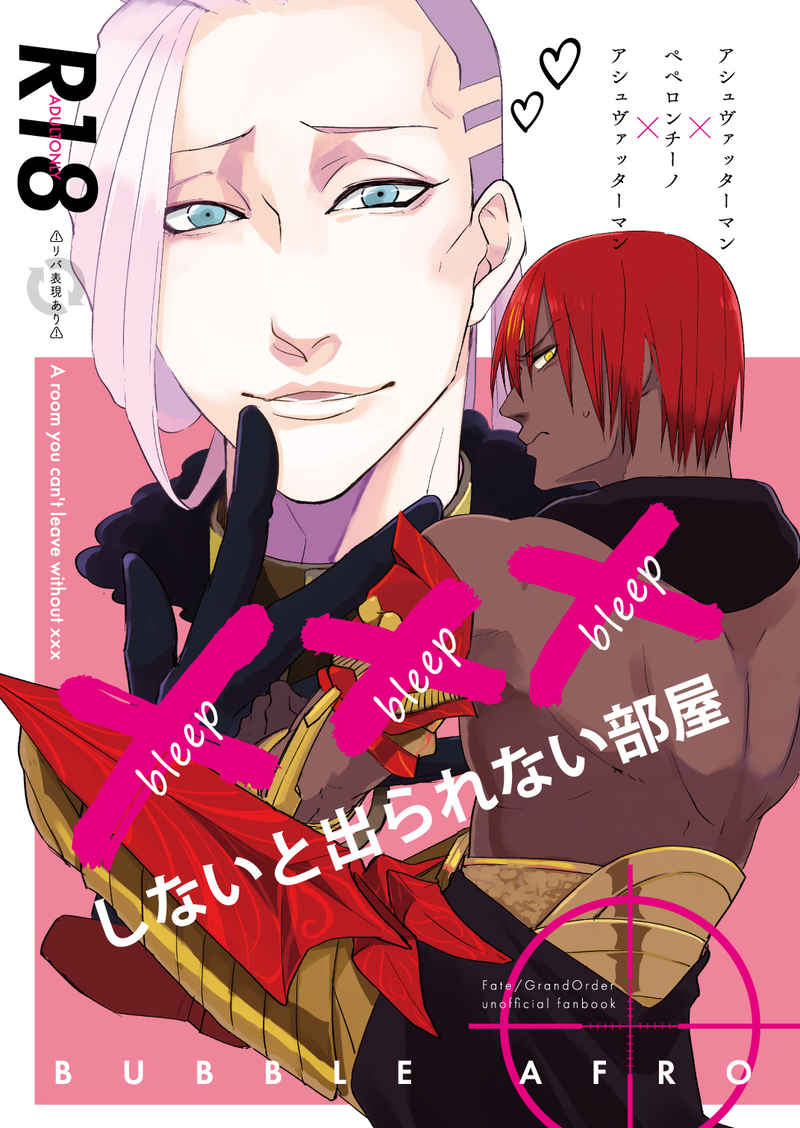 R18
ADULTONLY
⚠リバ表現あり⚠
アシュヴァッターマン
×
ペペロンチーノ
×
アシュヴァッターマン
A room you can't leave without xxx
bleep
bleep
bleep
しないと出られない部屋
Fate/GrandOrder
unofficial fanbook
BUBBLE AFRO